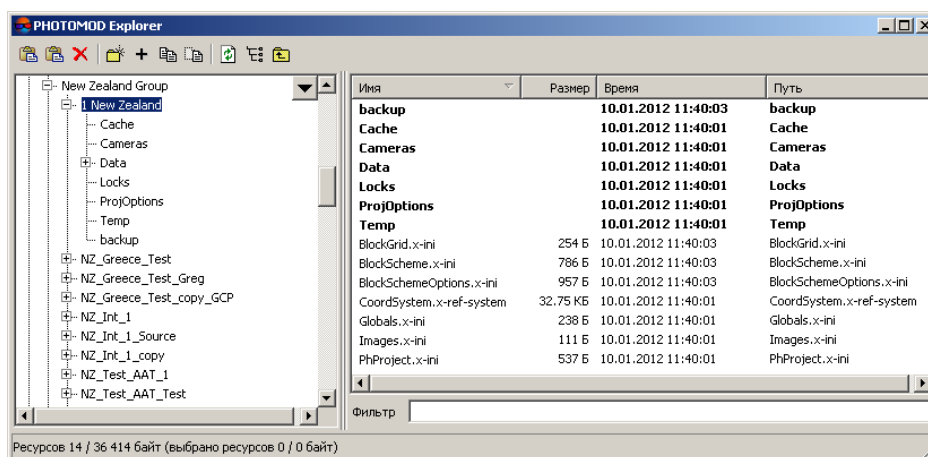 PHOTOMOD Explorer
New Zealand Group
1 New Zealand
Cache
Cameras
Data
Locks
ProjOptions
Temp
backup
NZ_Greece_Test
NZ_Greece_Test_Greg
NZ_Greece_Test_copy_GCP
NZ_Int_1
NZ_Int_1_Source
NZ_Int_1_copy
NZ_Test_AAT_1
NZ_Test_AAT_Test
Имя Размер Время Путь
backup 10.01.2012 11:40:03 backup
Cache 10.01.2012 11:40:01 Cache
Cameras 10.01.2012 11:40:01 Cameras
Data 10.01.2012 11:40:01 Data
Locks 10.01.2012 11:40:01 Locks
ProjOptions 10.01.2012 11:40:01 ProjOptions
Temp 10.01.2012 11:40:01 Temp
BlockGrid.x-ini 254 Б 10.01.2012 11:40:03 BlockGrid.x-ini
BlockScheme.x-ini 786 Б 10.01.2012 11:40:03 BlockScheme.x-ini
BlockSchemeOptions.x-ini 957 Б 10.01.2012 11:40:03 BlockSchemeOptions.x-ini
CoordSystem.x-ref-system 32.75 КБ 10.01.2012 11:40:01 CoordSystem.x-ref-system
Globals.x-ini 238 Б 10.01.2012 11:40:01 Globals.x-ini
Images.x-ini 111 Б 10.01.2012 11:40:01 Images.x-ini
PhProject.x-ini 537 Б 10.01.2012 11:40:01 PhProject.x-ini
Фильтр
Ресурсов 14 / 36 414 байт (выбрано ресурсов 0 / 0 байт)